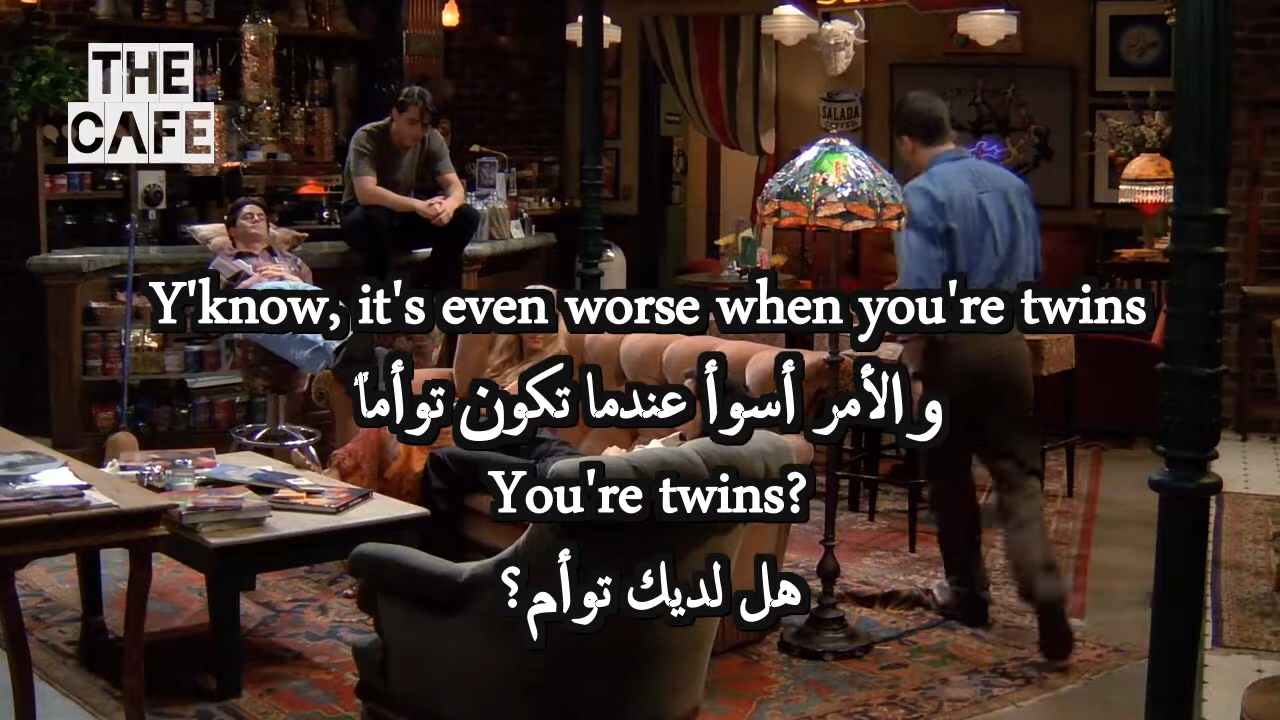 THE
CAFE
SALADA
Y'know, it's even worse when you're twins
و الأمر أسوأ عندما تكون توأماً
You're twins?
هل لديك توأم؟